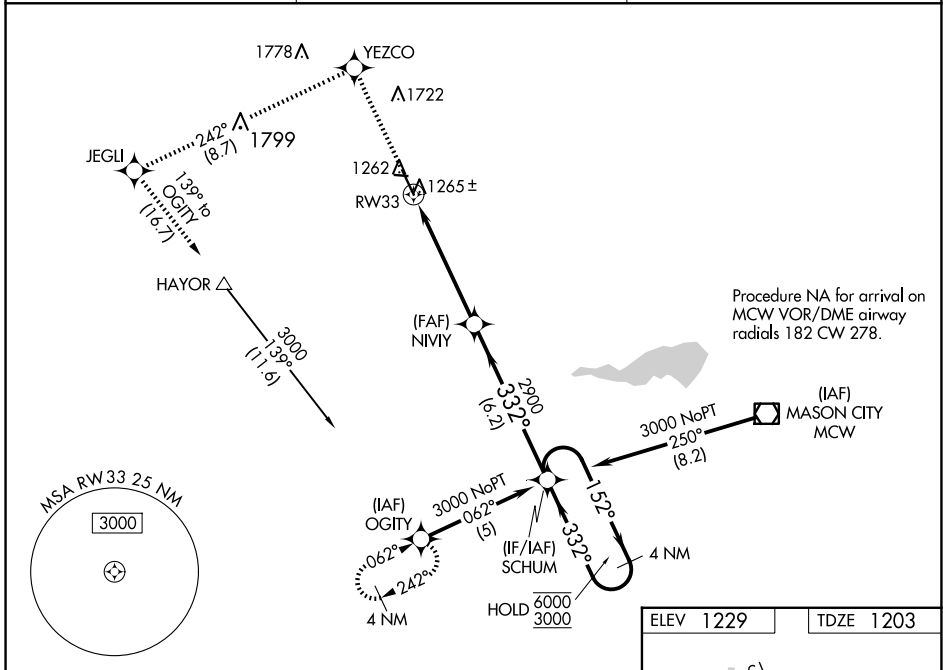 1778
YEZCO
1722
242°
(8.7)
1799
JEGLI
1262
1265 ±
RW33
139° to
OGITY
(16.7)
HAYOR
3000
139°
(11.6)
(FAF)
NIVIY
Procedure NA for arrival on
MCW VOR/DME airway
radials 182 CW 278.
2900
332°
(6.2)
(IAF)
MASON CITY
MCW
3000 NoPT
250°
(8.2)
MSA RW33 25 NM
3000
(IAF)
OGITY
3000 NoPT
062°
(5)
(IF/IAF)
SCHUM
152°
332°
4 NM
062°
242°
4 NM
HOLD 6000
3000
ELEV 1229
TDZE 1203